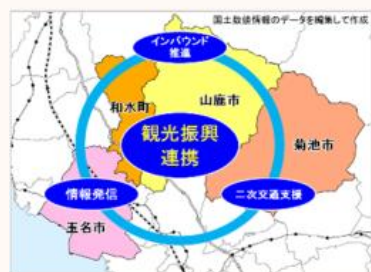 国土数値情報のデータを編集して作成
インバウンド
推進
和水町
山鹿市
観光振興
連携
菊池市
情報発信
二次交通支援
玉名市